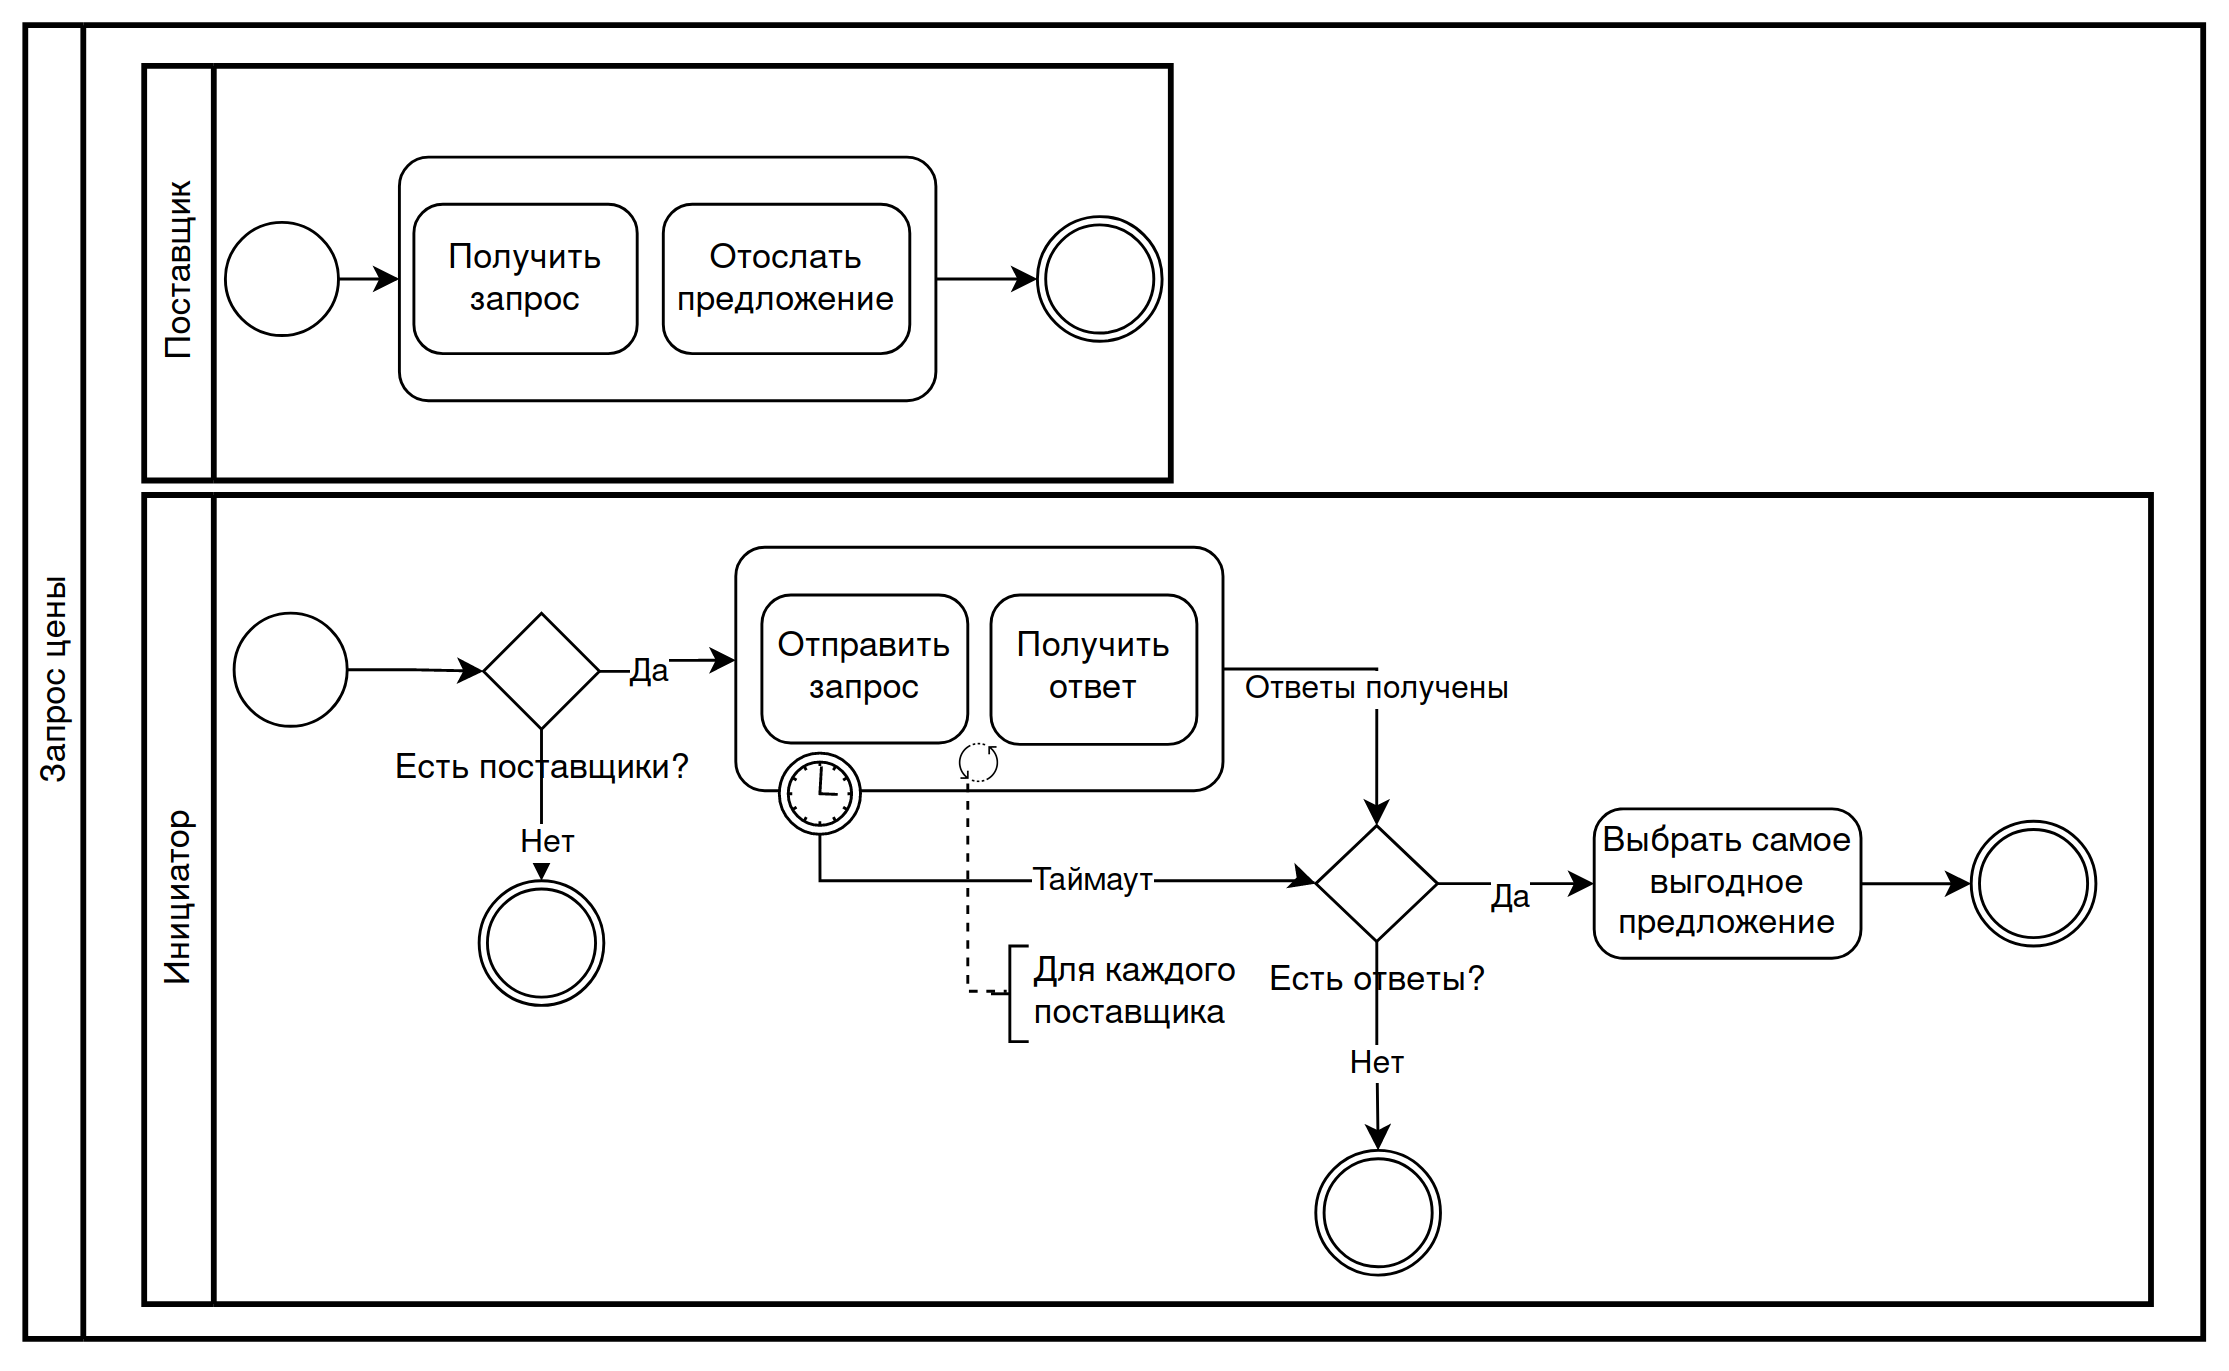 Запрос цены
Поставщик
Получить
запрос
Отослать
предложение
Инициатор
Есть поставщики?
Да
Нет
Отправить
запрос
Получить
ответ
Ответы получены
Таймаут
Для каждого
поставщика
Есть ответы?
Да
Нет
Выбрать самое
выгодное
предложение